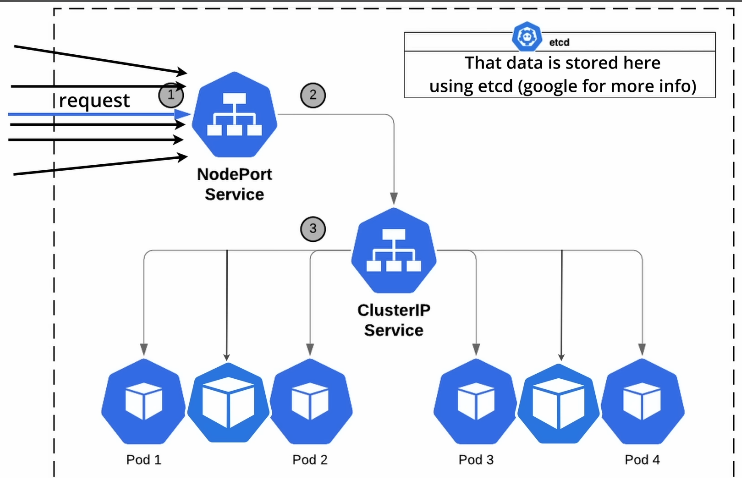 etcd
That data is stored here
using etcd (google for more info)
request
1
2
NodePort
Service
3
ClusterIP
Service
Pod 1
Pod 2
Pod 3
Pod 4